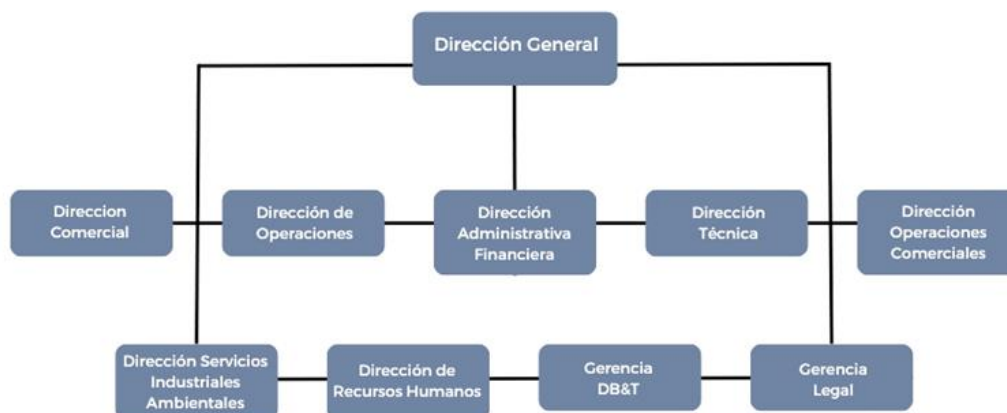 Dirección General
Direccion
Comercial
Dirección de
Operaciones
Dirección
Administrativa
Financiera
Dirección
Técnica
Dirección
Operaciones
Comerciales
Dirección Servicios
Industriales
Ambientales
Dirección de
Recursos Humanos
Gerencia
DB&T
Gerencia
Legal